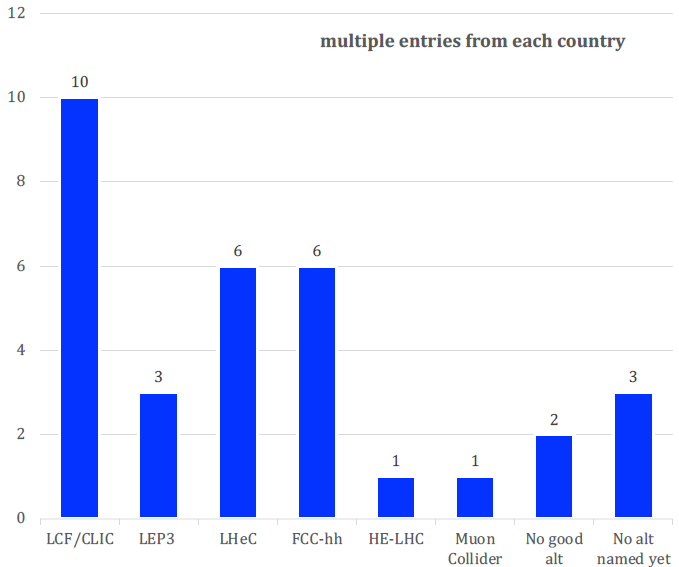 multiple entries from each country
12
10
8
6
4
2
0
10
3
6
6
1
1
2
3
LCF/CLIC
LEP3
LHeC
FCC-hh
HE-LHC
Muon
Collider
No good
alt
No alt
named yet